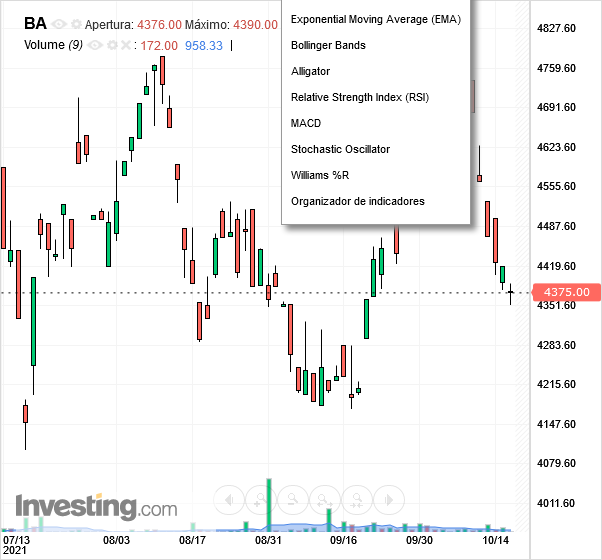 BA Apertura: 4376.00 Máximo: 4390.00
Volume (9) : 172.00 958.33
Exponential Moving Average (EMA)
Bollinger Bands
Alligator
Relative Strength Index (RSI)
MACD
Stochastic Oscillator
Williams %R
Organizador de indicadores
4827.60
4759.60
4691.60
4623.60
4555.60
4487.60
4419.60
4375.00
4351.60
4283.60
4215.60
4147.60
4079.60
4011.60
Investing.com
07/13 08/03 08/17 08/31 09/16 09/30 10/14
2021